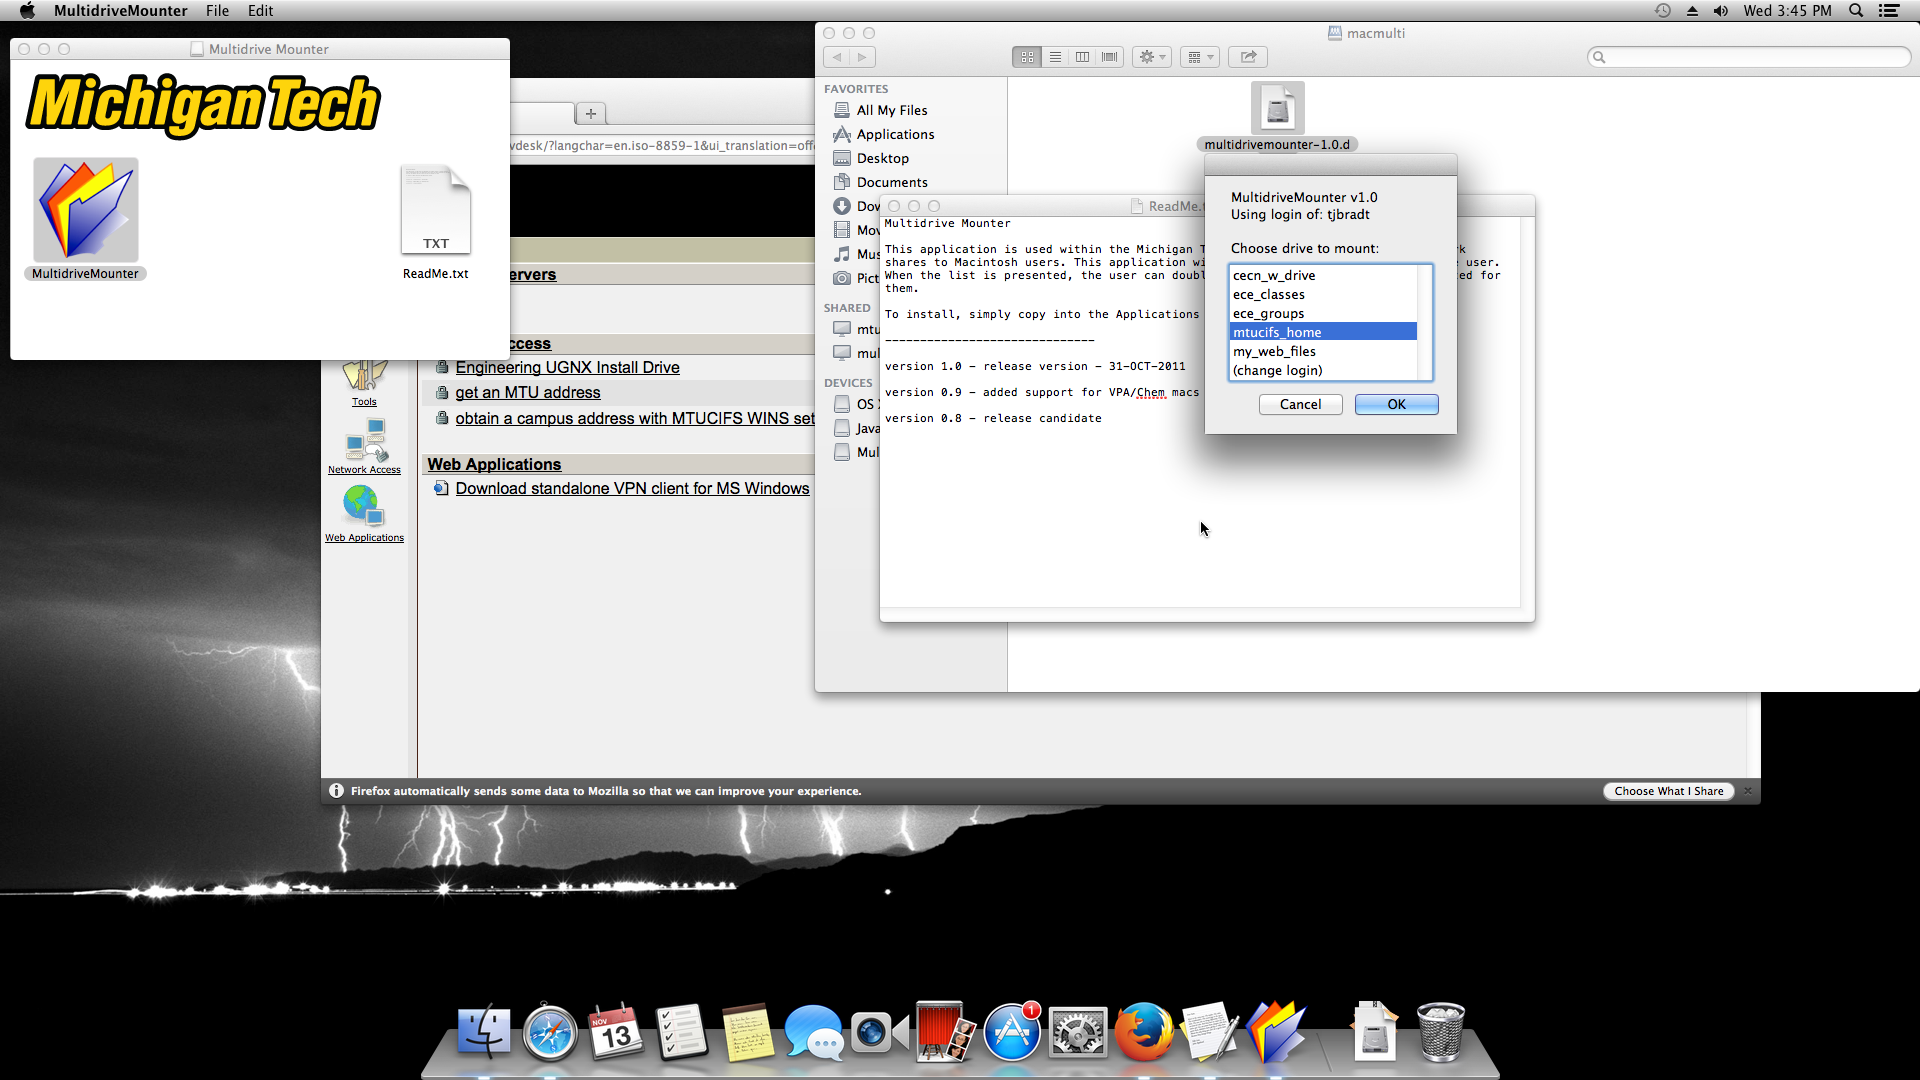 MultidriveMounter File Edit
Wed 3:45 PM
Multidrive Mounter
Michigan Tech
MultidriveMounter
TXT
ReadMe.txt
vdesk/?langchar=en.iso-8859-1&ui_translation=off
ervers
ccess
Engineering UGNX Install Drive
get an MTU address
obtain a campus address with MTUCIFS WINS set
Web Applications
Download standalone VPN client for MS Windows
Tools
Network Access
Web Applications
Firefox automatically sends some data to Mozilla so that we can improve your experience.
Choose What I Share
macmulti
FAVORITES
All My Files
Applications
Desktop
Documents
Dov
Mov
Mus
Pict
SHARED
mtu
mul
DEVICES
OS
Java
Mul
multidrivemounter-1.0.d
ReadMe.t
Multidrive Mounter
This application is used within the Michigan T
shares to Macintosh users. This application wi user.
When the list is presented, the user can doubl ed for
them.
To install, simply copy into the Applications
------------------------------
version 1.0 - release version - 31-OCT-2011
version 0.9 - added support for VPA/Chem macs
version 0.8 - release candidate
MultidriveMounter v1.0
Using login of: tjbradt
Choose drive to mount:
cecn_w_drive
ece_classes
ece_groups
mtucifs_home
my_web_files
(change login)
Cancel OK
NOV
13
1